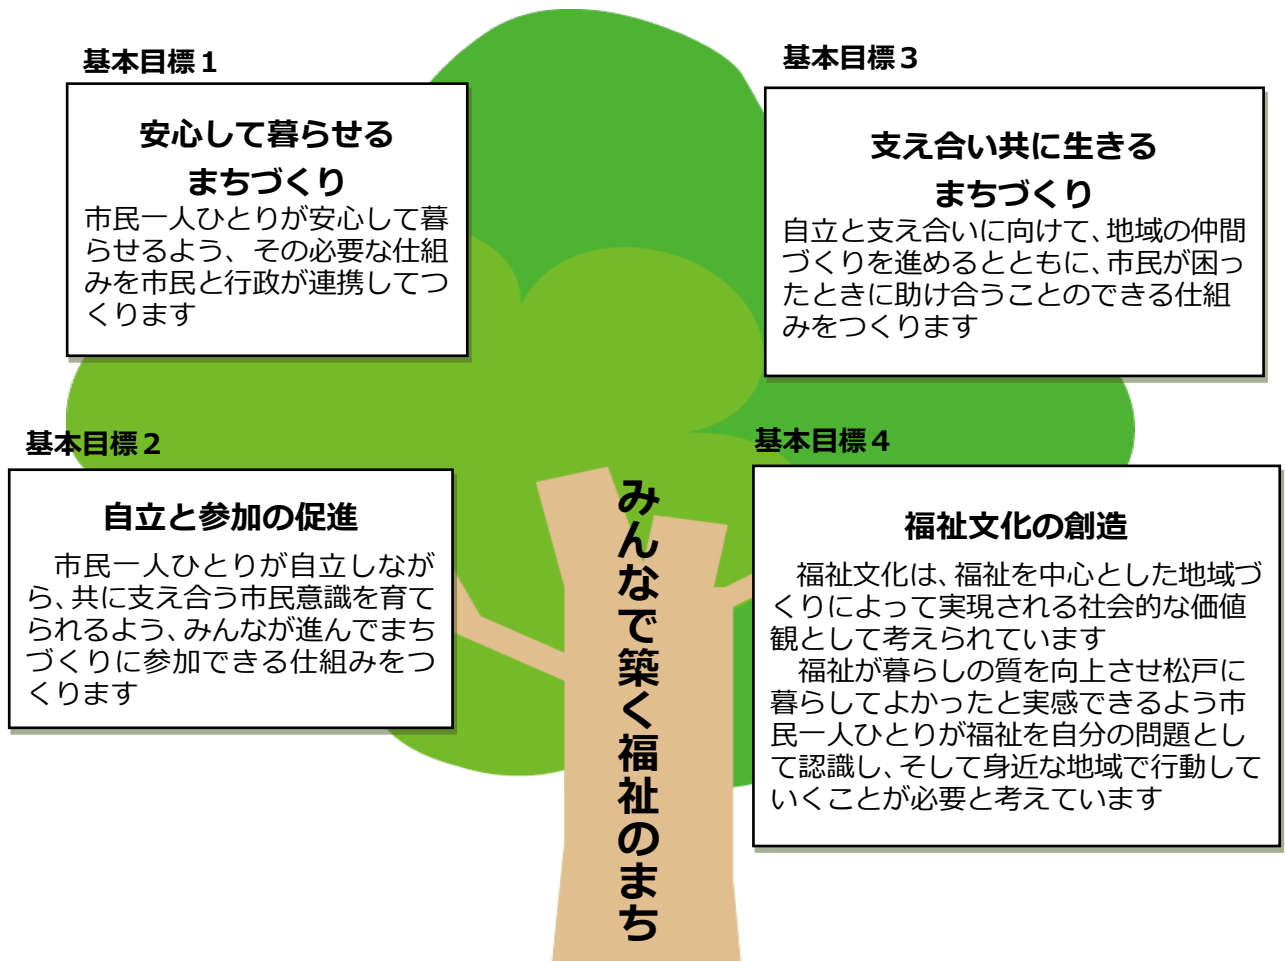 基本目標１
安心して暮らせる
まちづくり
市民一人ひとりが安心して暮
らせるよう、その必要な仕組
みを市民と行政が連携してつ
くります
基本目標２
自立と参加の促進
市民一人ひとりが自立しなが
ら、共に支え合う市民意識を育て
られるよう、みんなが進んでまち
づくりに参加できる仕組みをつ
くります
みんなで築く福祉のまち
基本目標３
支え合い共に生きる
まちづくり
自立と支え合いに向けて、地域の仲間
づくりを進めるとともに、市民が困っ
たときに助け合うことのできる仕組
みをつくります
基本目標４
福祉文化の創造
福祉文化は、福祉を中心とした地域づ
くりによって実現される社会的な価値
観として考えられています
福祉が暮らしの質を向上させ松戸に
暮らしてよかったと実感できるよう市
民一人ひとりが福祉を自分の問題とし
て認識し、そして身近な地域で行動して
いくことが必要と考えています